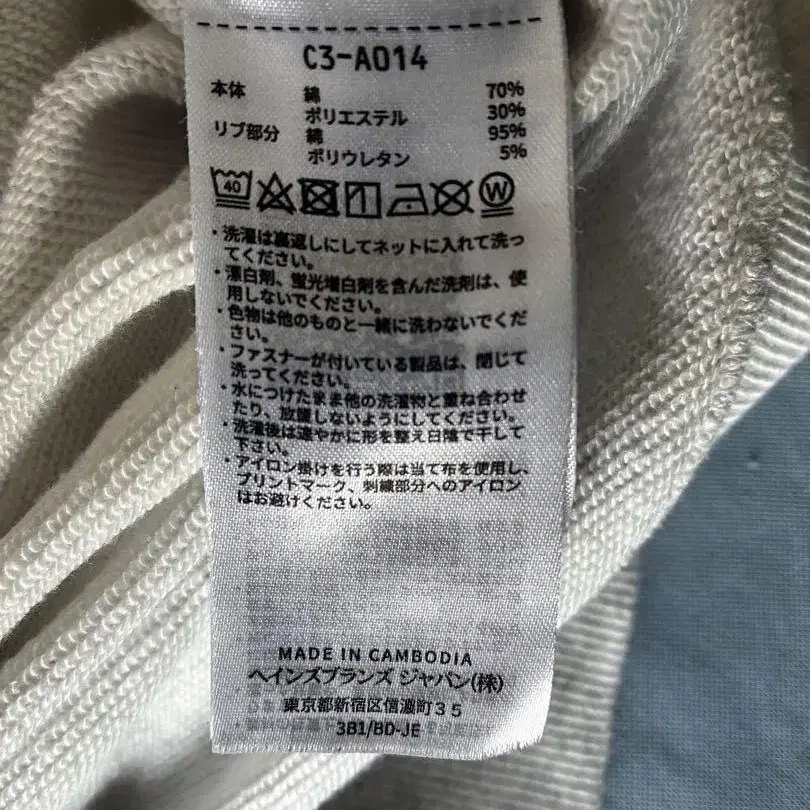 C3-A014
本体 綿 70%
ポリエステル 30%
リブ部分 綿 95%
ポリウレタン 5%
40 W
・洗濯は裏返しにしてネットに入れて洗っ
てください。
・漂白剤、蛍光増白剤を含んだ洗剤は、使
用しないでください。
・色物は他のものと一緒に洗わないでくだ
さい。
・ファスナーが付いている製品は、閉じて
洗ってください。
・水につけたまま他の洗濯物と重ね合わせ
たり、放置しないようにしてください。
・洗濯後は速やかに形を整え日陰で干して
下さい。
・アイロン掛けを行う際は当て布を使用し、
プリントマーク、刺繍部分へのアイロン
はお避けください。
MADE IN CAMBODIA
ヘインズブランズ ジャパン(株)
東京都新宿区信濃町35
3B1/BD-JE